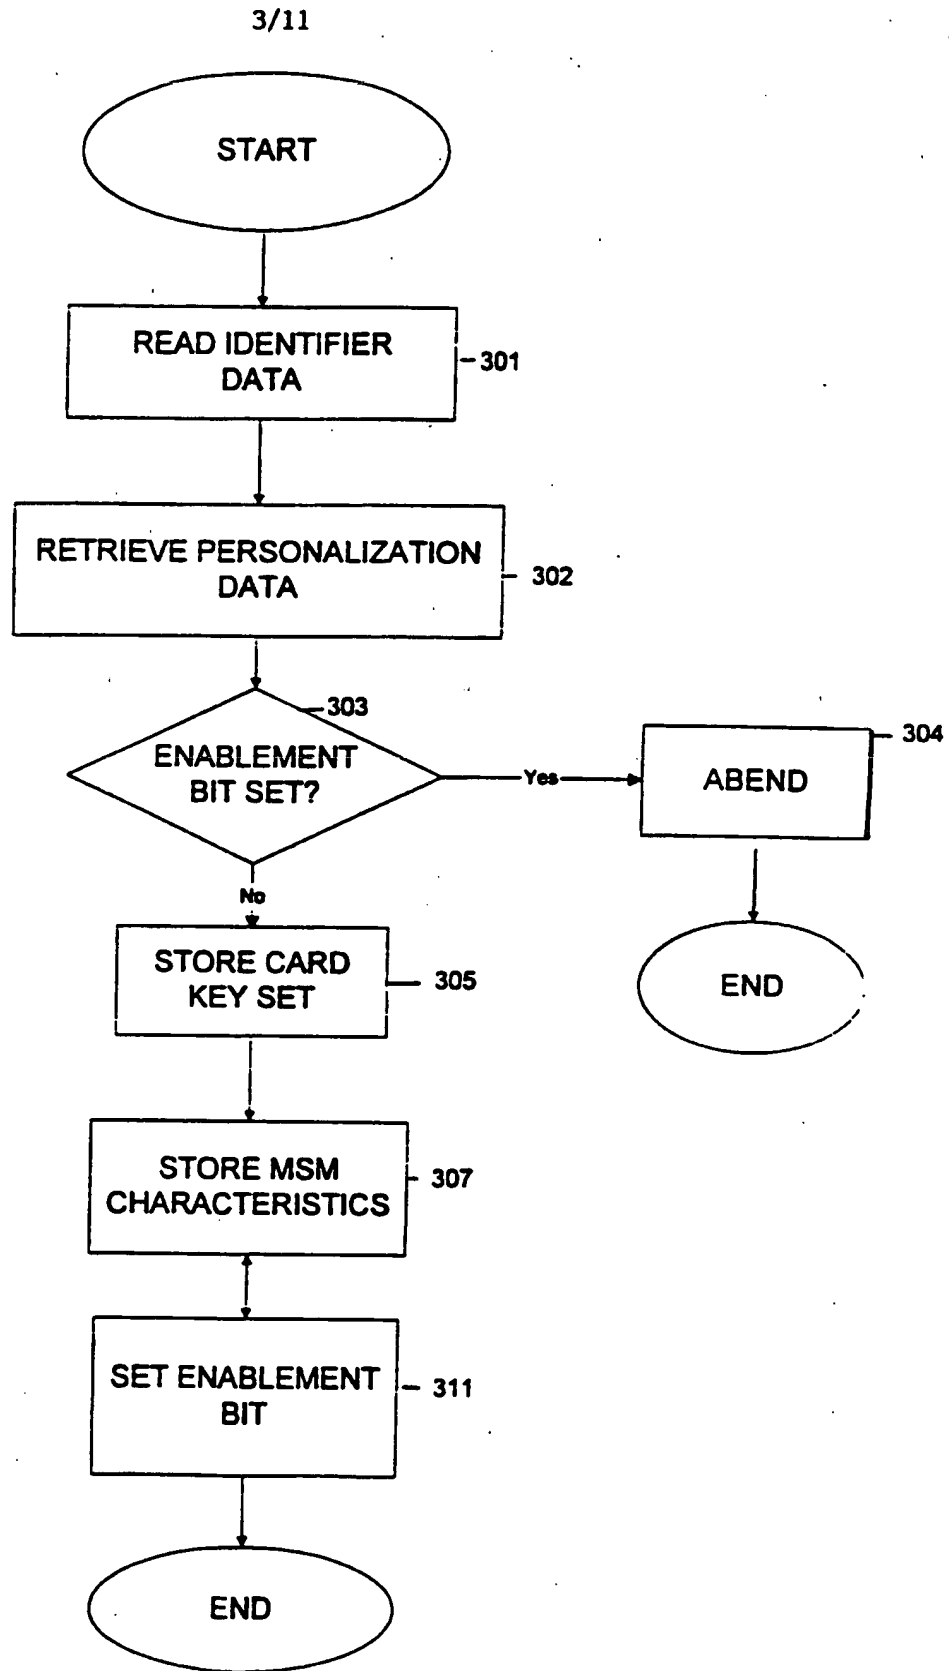 3/11
START
READ IDENTIFIER
DATA
301
RETRIEVE PERSONALIZATION
DATA
302
303
ENABLEMENT
BIT SET?
Yes
304
ABEND
No
STORE CARD
KEY SET
305
END
STORE MSM
CHARACTERISTICS
307
SET ENABLEMENT
BIT
311
END